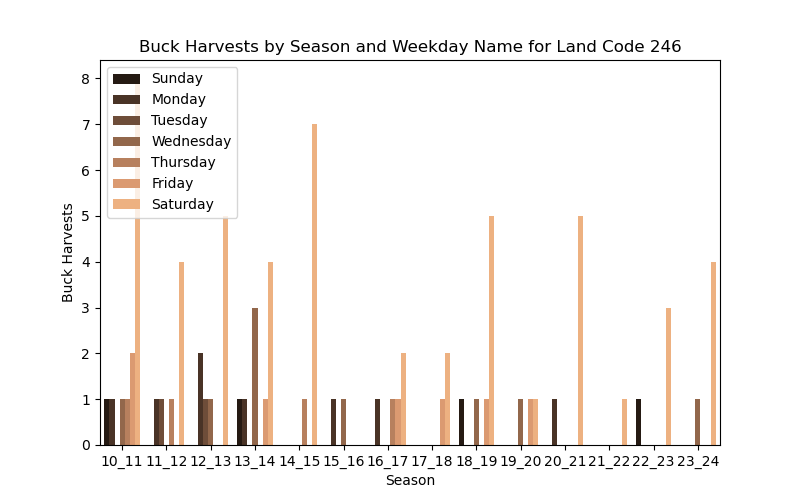 Buck Harvests by Season and Weekday Name for Land Code 246
Buck Harvests
8
7
6
5
4
3
2
1
0
Sunday
Monday
Tuesday
Wednesday
Thursday
Friday
Saturday
10_11 11_12 12_13 13_14 14_15 15_16 16_17 17_18 18_19 19_20 20_21 21_22 22_23 23_24
Season